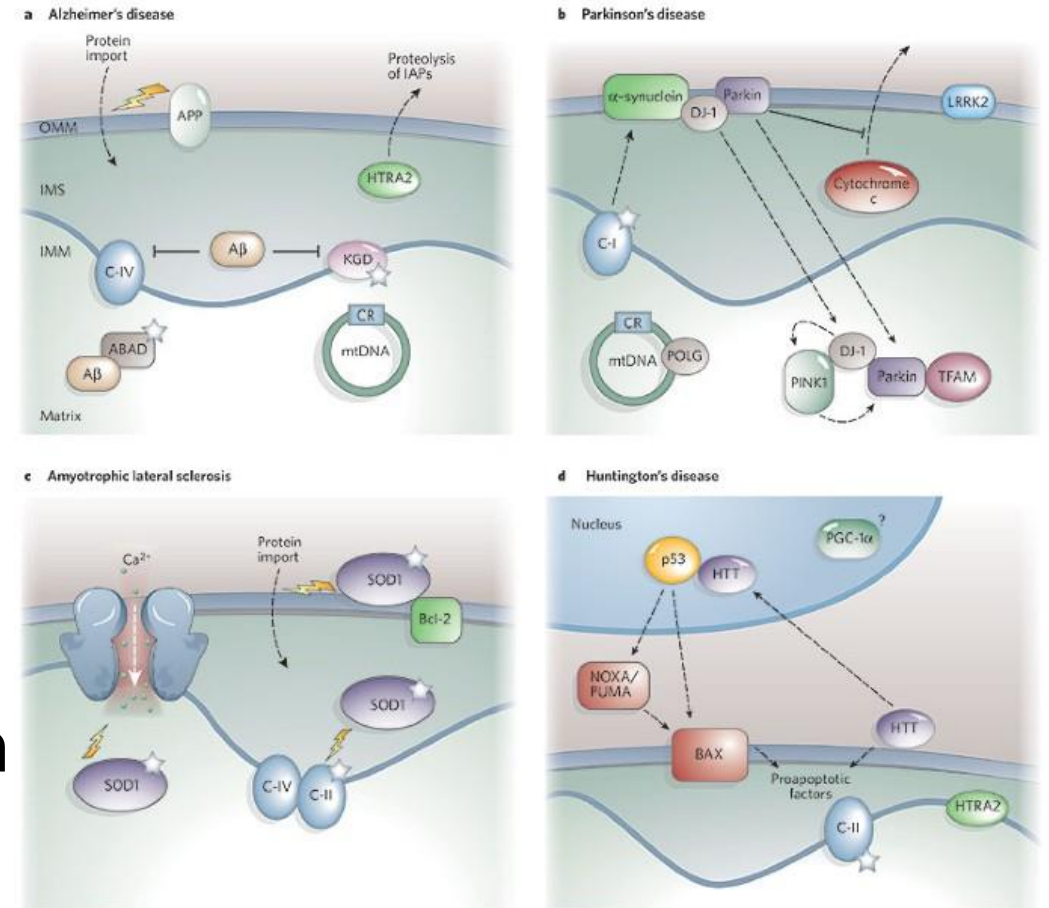 a Alzheimer's disease
Protein
import
Proteolysis
of IAPs
APP
OMM
HTRA2
IMS
IMM
Aβ
C-IV
KGD
CR
mtDNA
ABAD
Aβ
Matrix
b Parkinson's disease
α-synuclein
Parkin
DJ-1
LRRK2
Cytochrome
c
C-I
CR
mtDNA
POLG
DJ-1
PINK1
Parkin
TFAM
c Amyotrophic lateral sclerosis
Ca²⁺
Protein
import
SOD1
Bcl-2
SOD1
SOD1
C-IV
C-II
d Huntington's disease
Nucleus
?
PGC-1α
p53
HTT
NOXA/
PUMA
HTT
BAX
Proapoptotic
factors
HTRA2
C-II